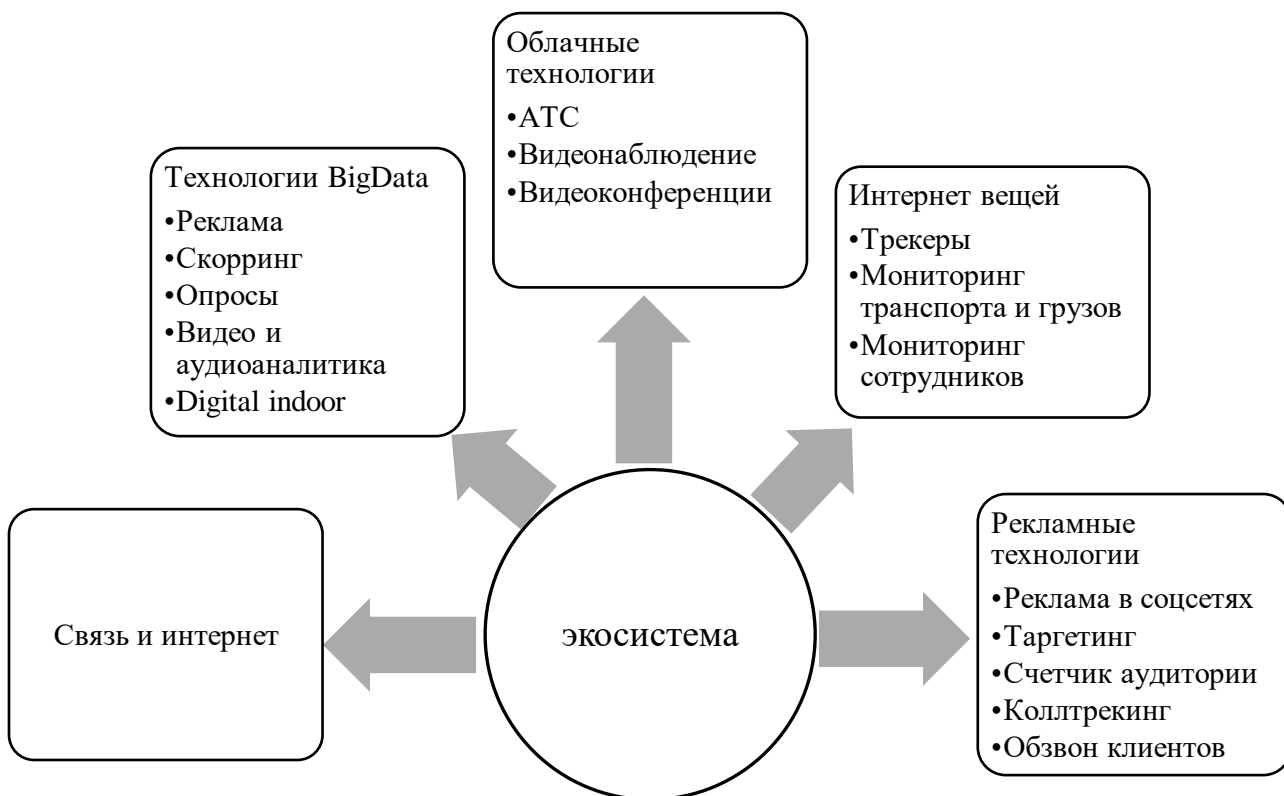 Облачные
технологии
•АТС
•Видеонаблюдение
•Видеоконференции
Технологии BigData
•Реклама
•Скорринг
•Опросы
•Видео и
аудиоаналитика
•Digital indoor
Интернет вещей
•Трекеры
•Мониторинг
транспорта и грузов
•Мониторинг
сотрудников
Связь и интернет
экосистема
Рекламные
технологии
•Реклама в соцсетях
•Таргетинг
•Счетчик аудитории
•Коллтрекинг
•Обзвон клиентов